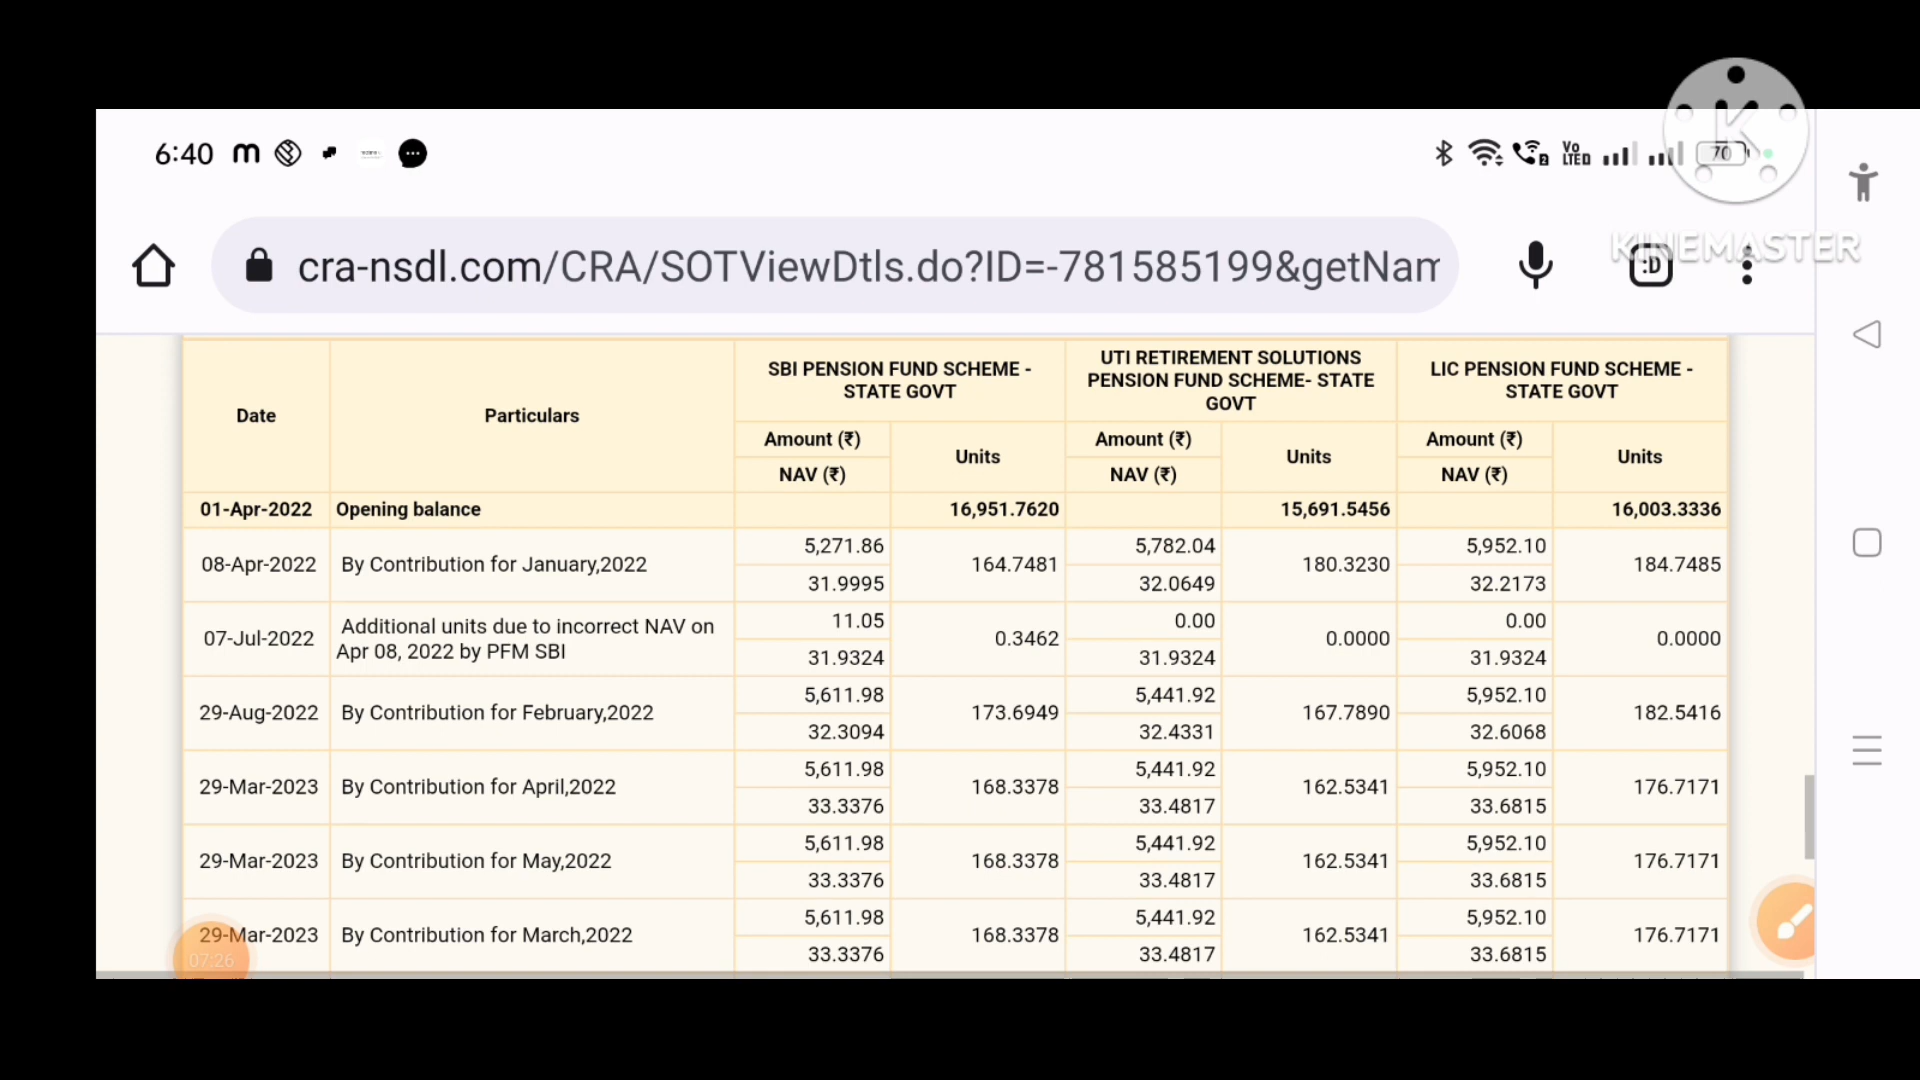 6:40
70
KINEMASTER
cra-nsdl.com/CRA/SOTViewDtls.do?ID=-781585199&getNam
:D
Date Particulars SBI PENSION FUND SCHEME - STATE GOVT UTI RETIREMENT SOLUTIONS PENSION FUND SCHEME- STATE GOVT LIC PENSION FUND SCHEME - STATE GOVT
Amount (₹) Units Amount (₹) Units Amount (₹) Units
NAV (₹) NAV (₹) NAV (₹)
01-Apr-2022 Opening balance 16,951.7620 15,691.5456 16,003.3336
08-Apr-2022 By Contribution for January,2022 5,271.86 164.7481 5,782.04 180.3230 5,952.10 184.7485
31.9995 32.0649 32.2173
07-Jul-2022 Additional units due to incorrect NAV on Apr 08, 2022 by PFM SBI 11.05 0.3462 0.00 0.0000 0.00 0.0000
31.9324 31.9324 31.9324
29-Aug-2022 By Contribution for February,2022 5,611.98 173.6949 5,441.92 167.7890 5,952.10 182.5416
32.3094 32.4331 32.6068
29-Mar-2023 By Contribution for April,2022 5,611.98 168.3378 5,441.92 162.5341 5,952.10 176.7171
33.3376 33.4817 33.6815
29-Mar-2023 By Contribution for May,2022 5,611.98 168.3378 5,441.92 162.5341 5,952.10 176.7171
33.3376 33.4817 33.6815
29-Mar-2023 By Contribution for March,2022 5,611.98 168.3378 5,441.92 162.5341 5,952.10 176.7171
33.3376 33.4817 33.6815
07:26